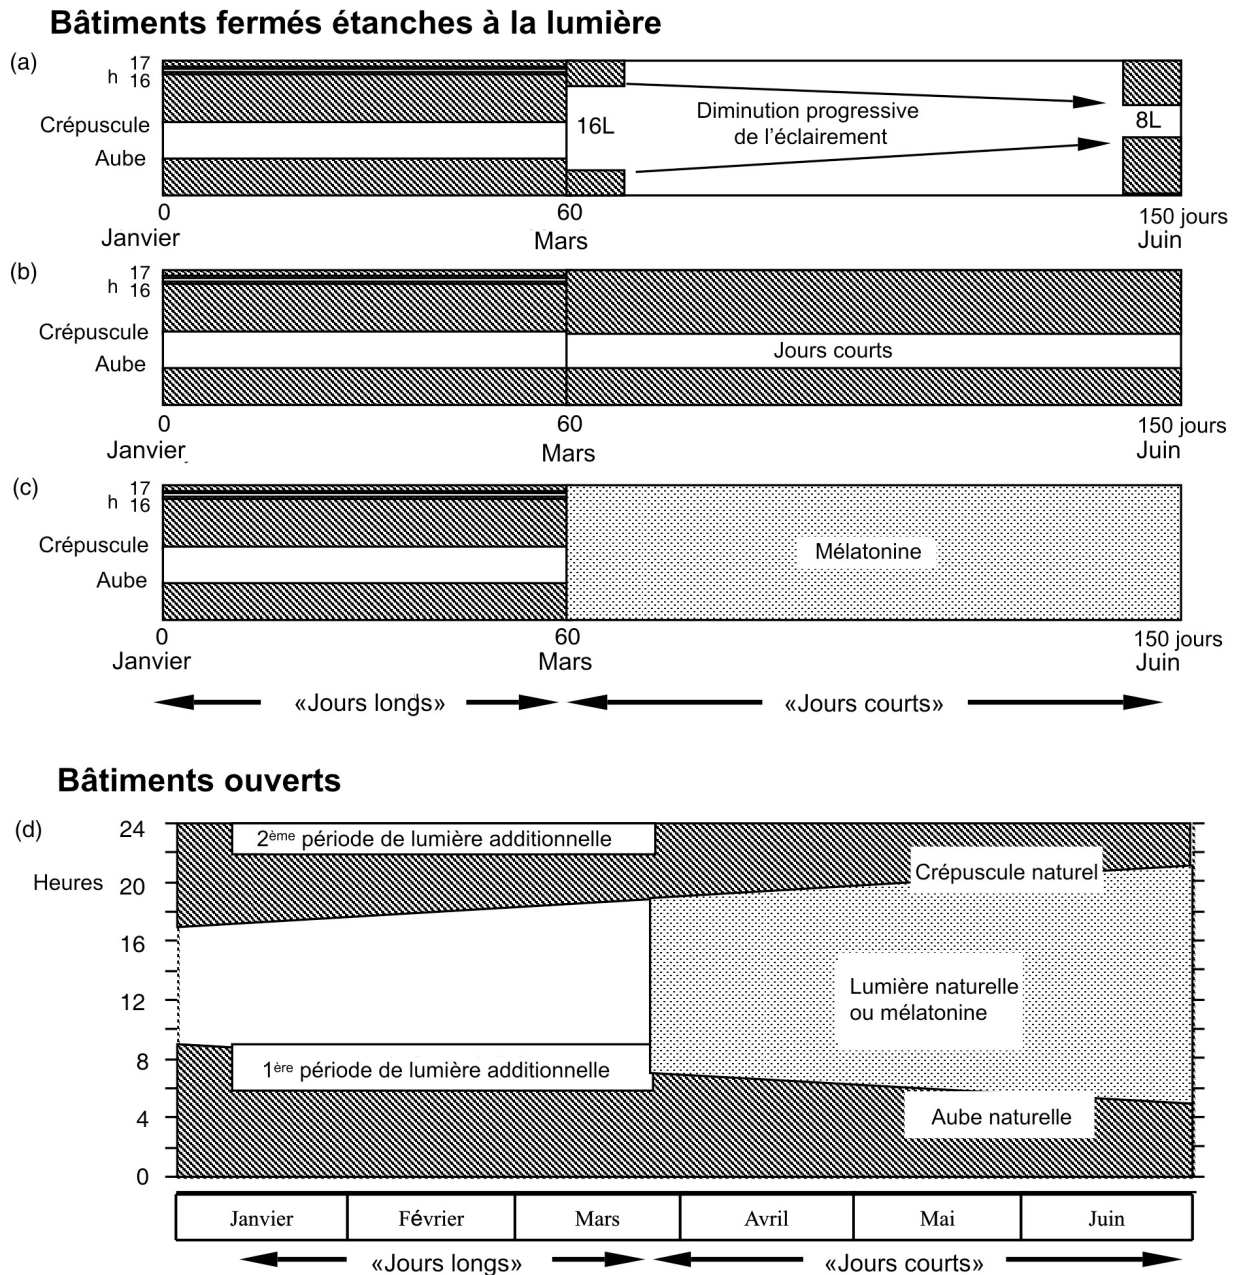 Bâtiments fermés étanches à la lumière
(a)
17
h 16
Crépuscule
Aube
16L
Diminution progressive
de l’éclairement
8L
0
60
150 jours
Janvier
Mars
Juin
(b)
17
h 16
Crépuscule
Aube
Jours courts
0
60
150 jours
Janvier
Mars
Juin
(c)
17
h 16
Crépuscule
Aube
Mélatonine
0
60
150 jours
Janvier
Mars
Juin
«Jours longs»
«Jours courts»
Bâtiments ouverts
(d)
Heures
24
20
16
12
8
4
0
2ème période de lumière additionnelle
Crépuscule naturel
Lumière naturelle
ou mélatonine
1ère période de lumière additionnelle
Aube naturelle
Janvier
Février
Mars
Avril
Mai
Juin
«Jours longs»
«Jours courts»